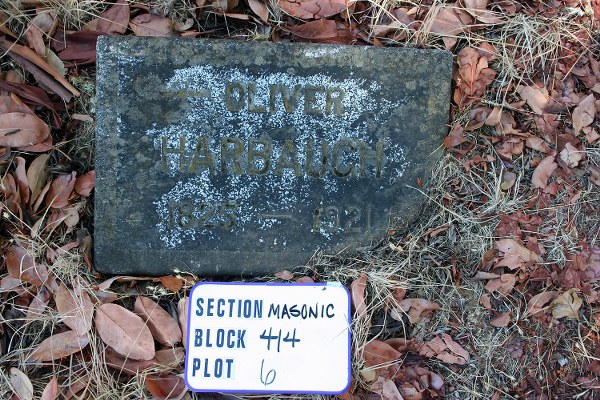 OLIVER
HARBAUGH
1825 — 1921
SECTION MASONIC
BLOCK 414
PLOT 6